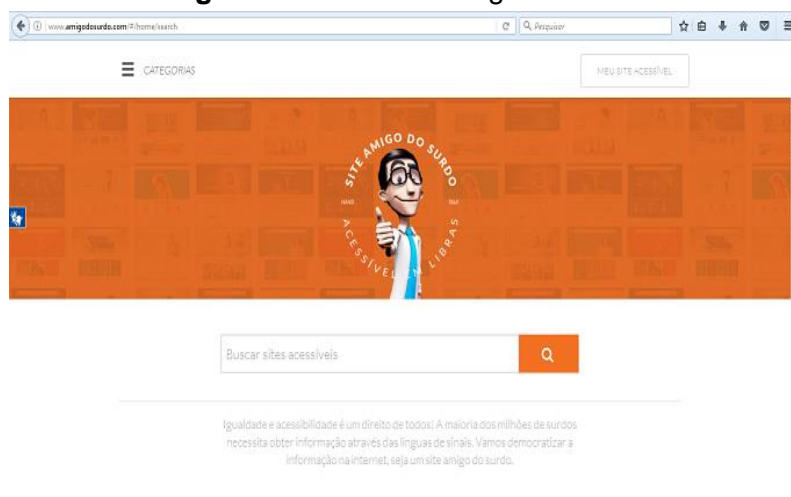 www.amigodosurdo.com/#/home/search
Pesquisar
CATEGORIAS
MEU SITE ACESSÍVEL
SITE AMIGO DO SURDO
HAND TALK
ACESSÍVEL EM LIBRAS
Buscar sites acessíveis
Igualdade e acessibilidade é um direito de todos! A maioria dos milhões de surdos
necessita obter informação através das línguas de sinais. Vamos democratizar a
informação na internet, seja um site amigo do surdo.